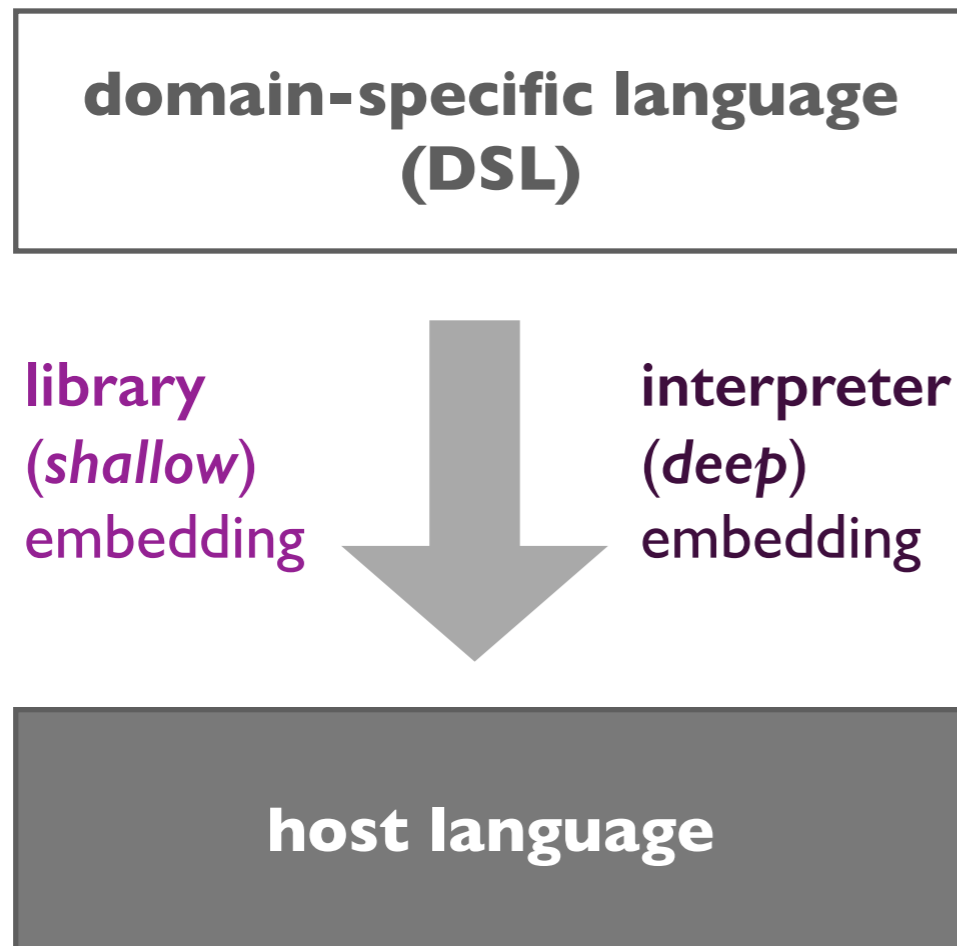 domain-specific language
(DSL)
library
(shallow)
embedding
interpreter
(deep)
embedding
host language